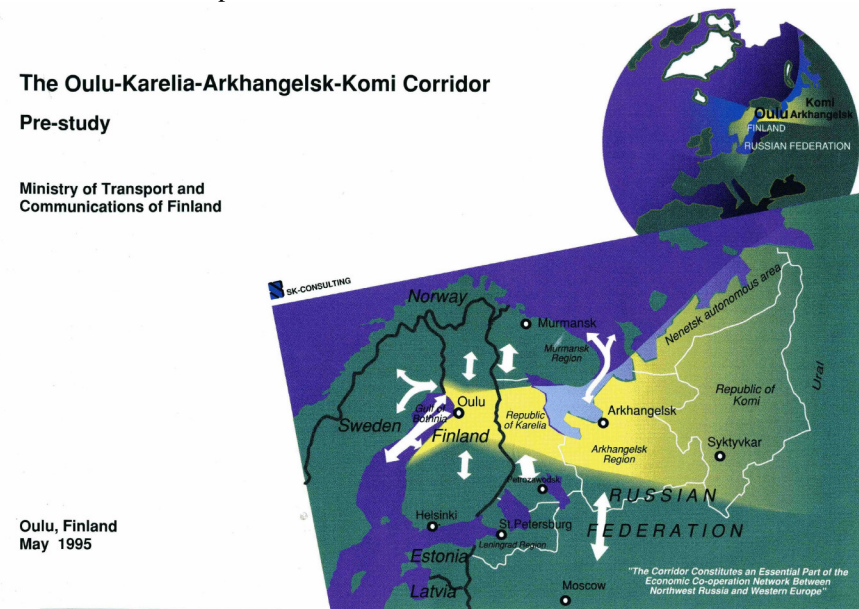 The Oulu-Karelia-Arkhangelsk-Komi Corridor
Pre-study
Ministry of Transport and
Communications of Finland
Komi
Oulu Arkhangelsk
FINLAND
RUSSIAN FEDERATION
SK-CONSULTING
Norway
Nenetsk autonomous area
Murmansk
Murmansk
Region
Ural
Republic of
Komi
Oulu
Gulf of
Bothnia
Sweden
Finland
Republic
of Karelia
Arkhangelsk
Arkhangelsk
Region
Syktyvkar
Petrozavodsk
RUSSIAN
FEDERATION
Helsinki
St.Petersburg
Leningrad Region
Estonia
Latvia
Moscow
Oulu, Finland
May 1995
"The Corridor Constitutes an Essential Part of the
Economic Co-operation Network Between
Northwest Russia and Western Europe"